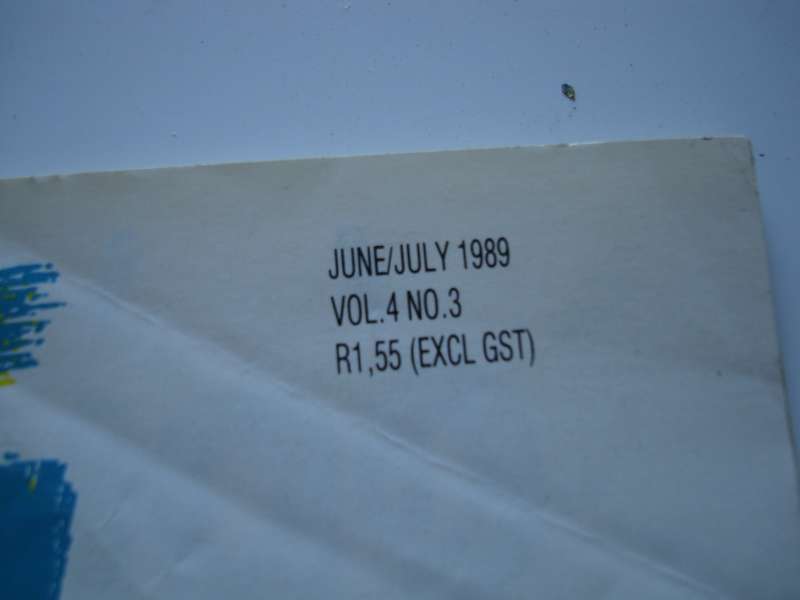 JUNE/JULY 1989
VOL.4 NO.3
R1,55 (EXCL GST)